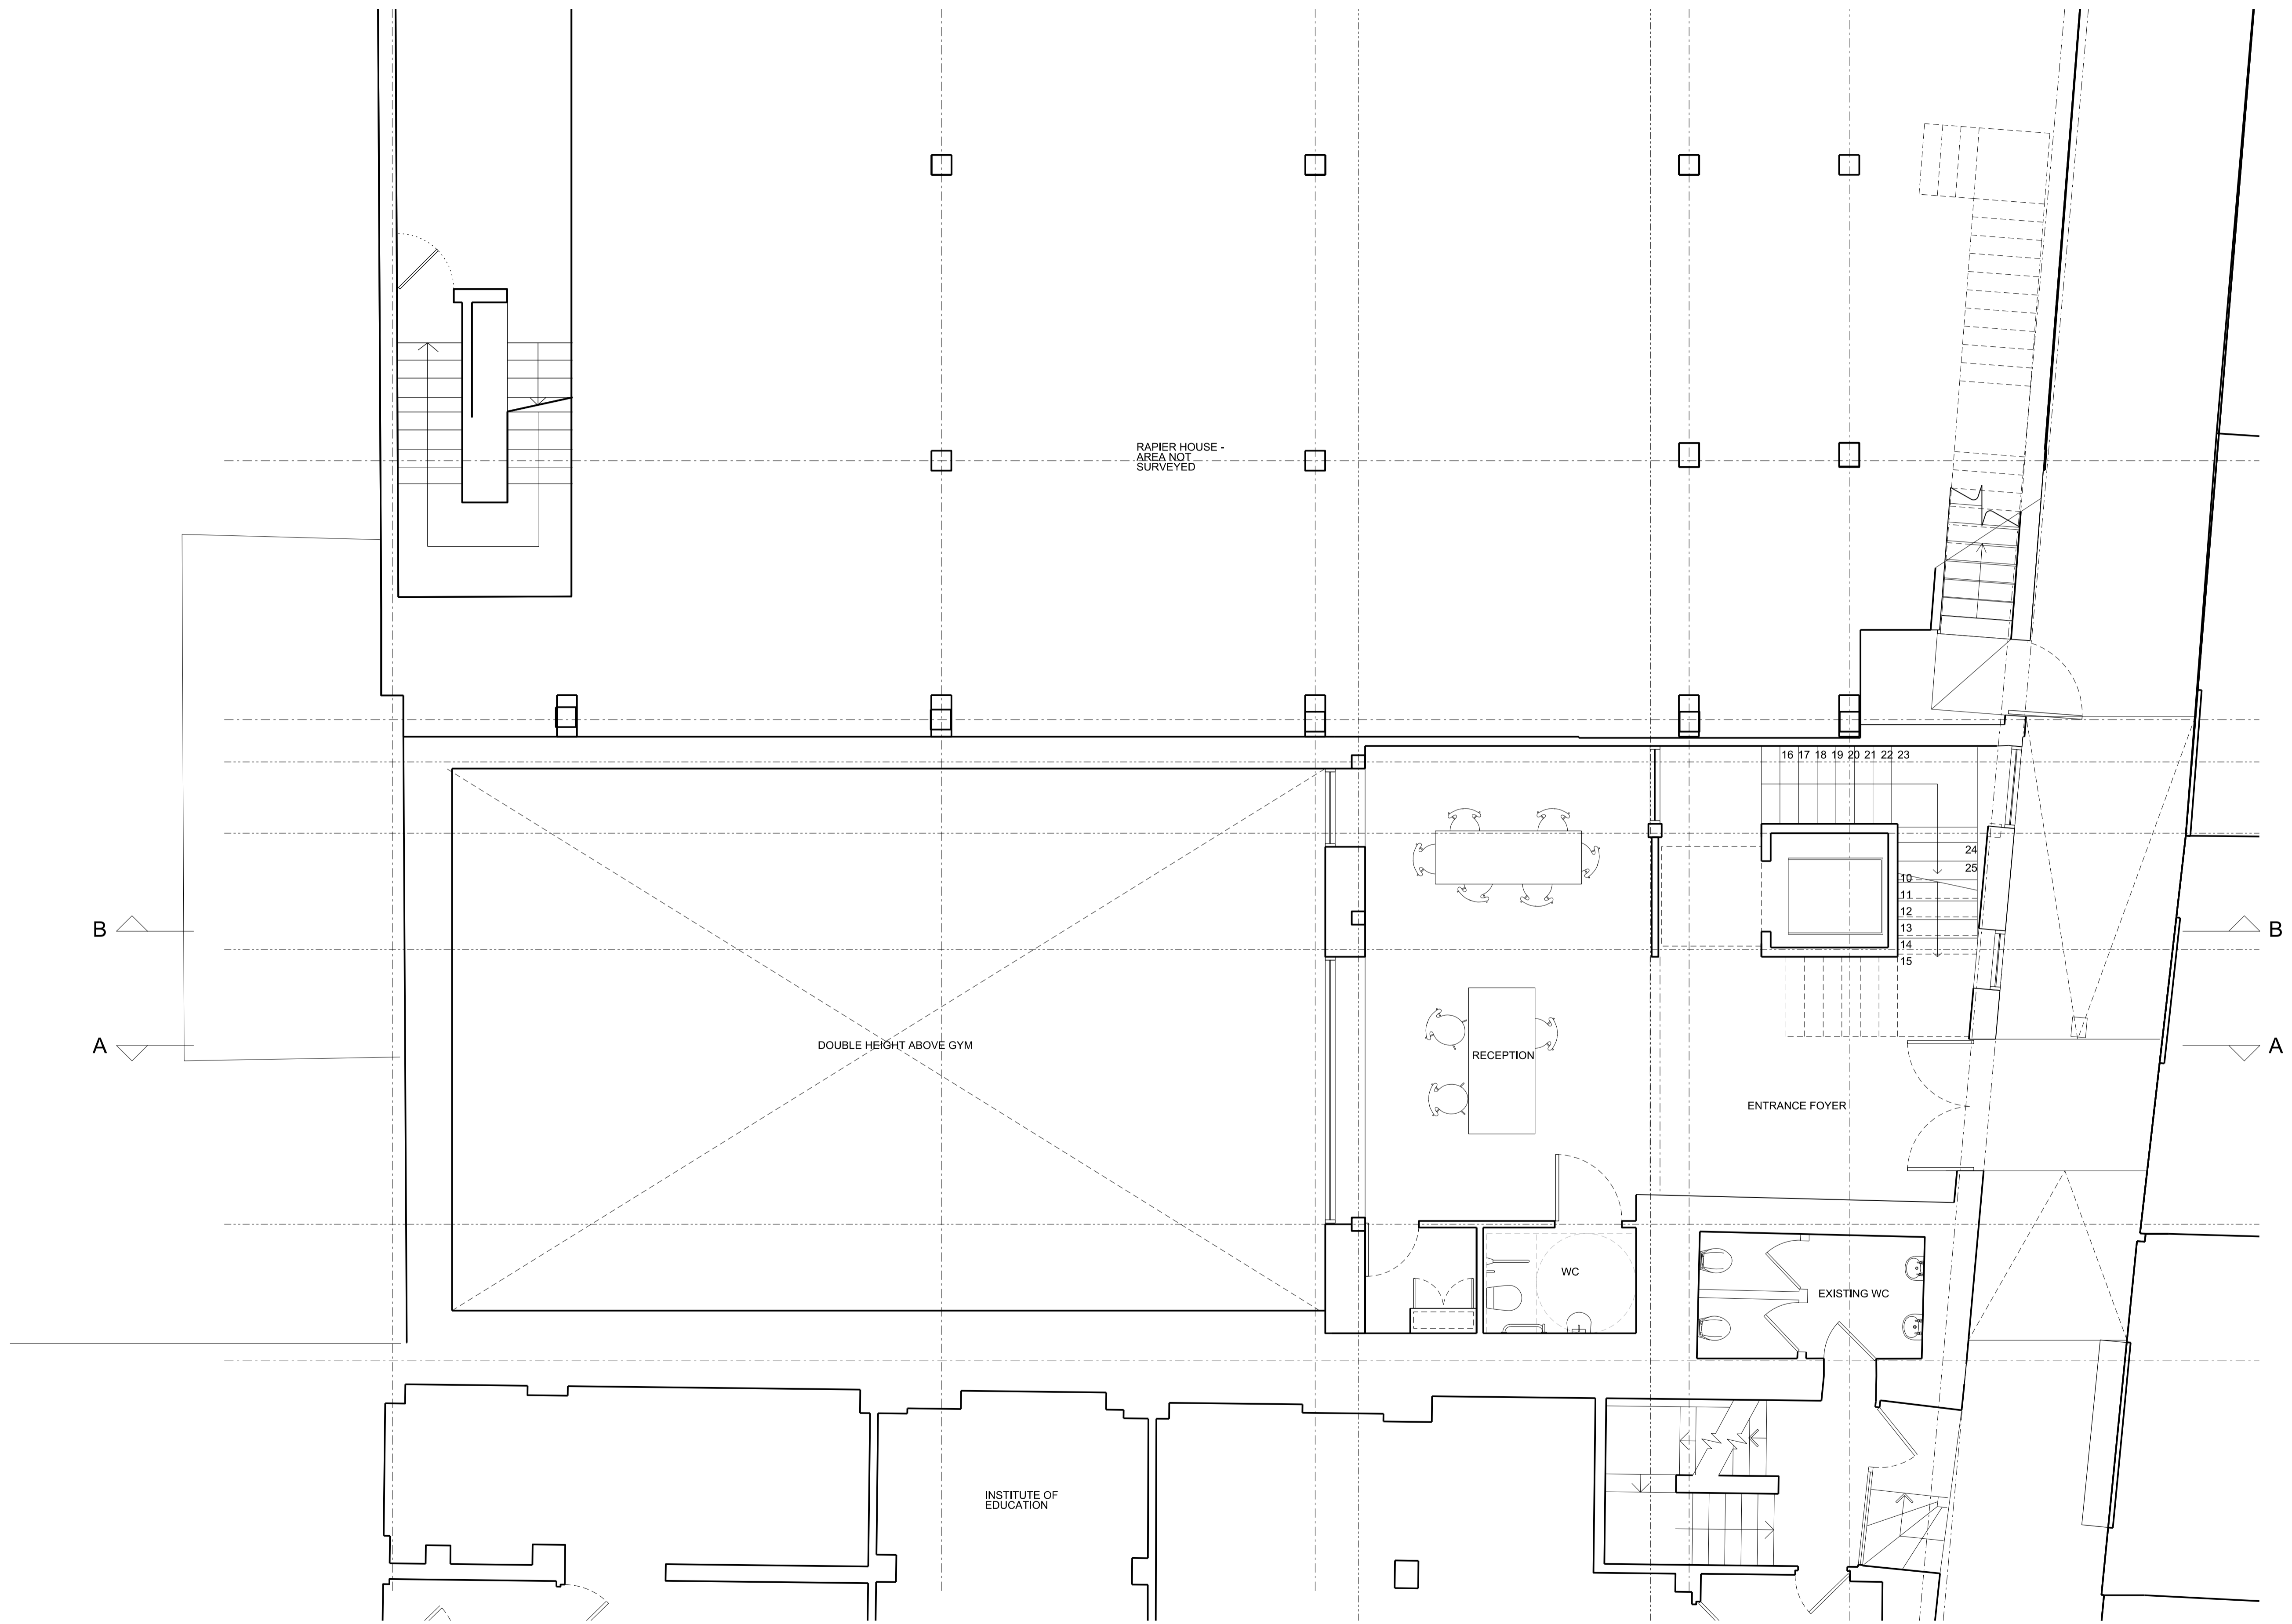 RAPIER HOUSE -
AREA NOT
SURVEYED
16 17 18 19 20 21 22 23
24
25
10
11
12
13
14
15
B
B
A
A
DOUBLE HEIGHT ABOVE GYM
RECEPTION
ENTRANCE FOYER
WC
EXISTING WC
INSTITUTE OF
EDUCATION